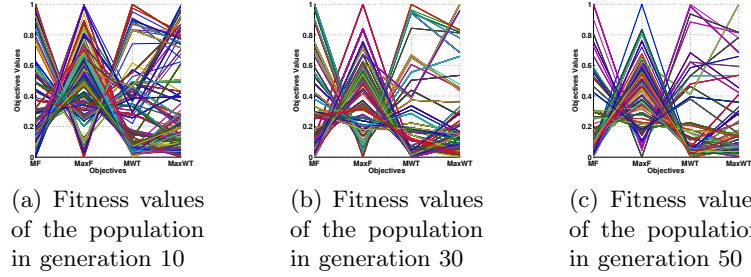 1
0.8
0.6
0.4
0.2
0
Objectives Values
MF MaxF MWT MaxWT
Objectives
1
0.8
0.6
0.4
0.2
0
Objectives Values
MF MaxF MWT MaxWT
Objectives
1
0.8
0.6
0.4
0.2
0
Objectives Values
MF MaxF MWT MaxWT
Objectives
(a) Fitness values
of the population
in generation 10
(b) Fitness values
of the population
in generation 30
(c) Fitness valu
of the population
in generation 50